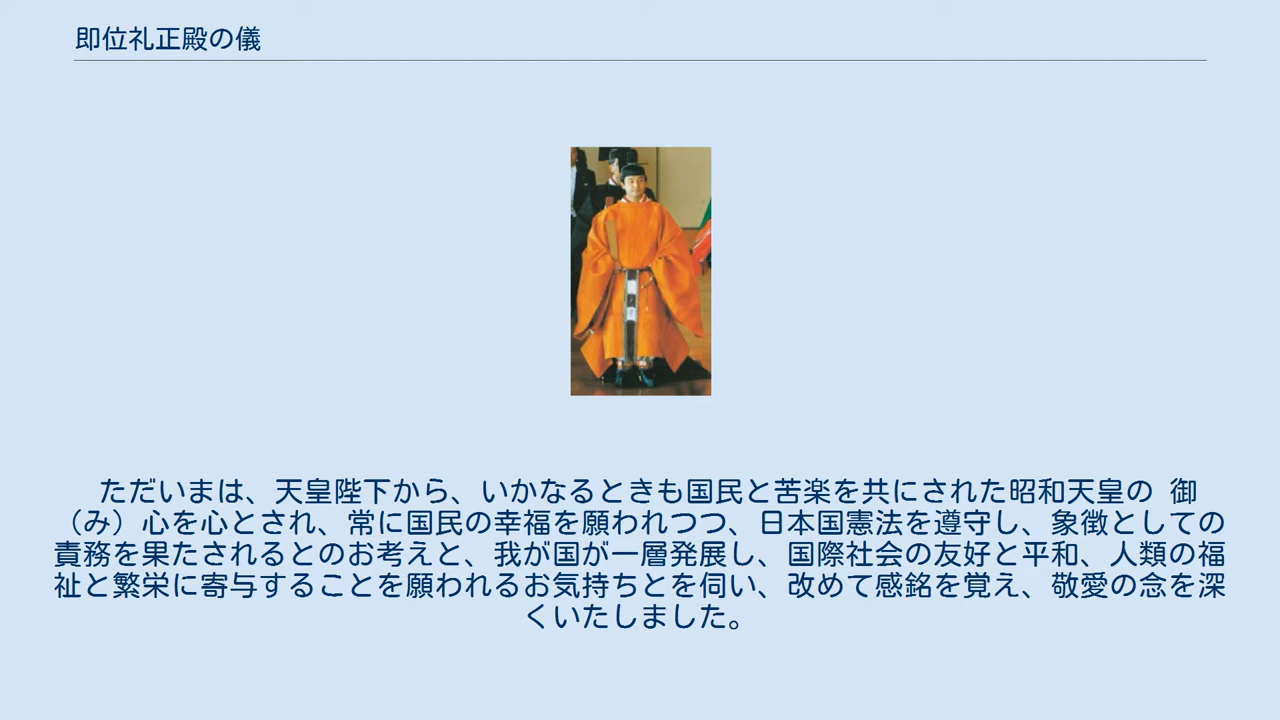 即位礼正殿の儀
ただいまは、天皇陛下から、いかなるときも国民と苦楽を共にされた昭和天皇の 御
（み）心を心とされ、常に国民の幸福を願われつつ、日本国憲法を遵守し、象徴としての
責務を果たされるとのお考えと、我が国が一層発展し、国際社会の友好と平和、人類の福
祉と繁栄に寄与することを願われるお気持ちとを伺い、改めて感銘を覚え、敬愛の念を深
くいたしました。